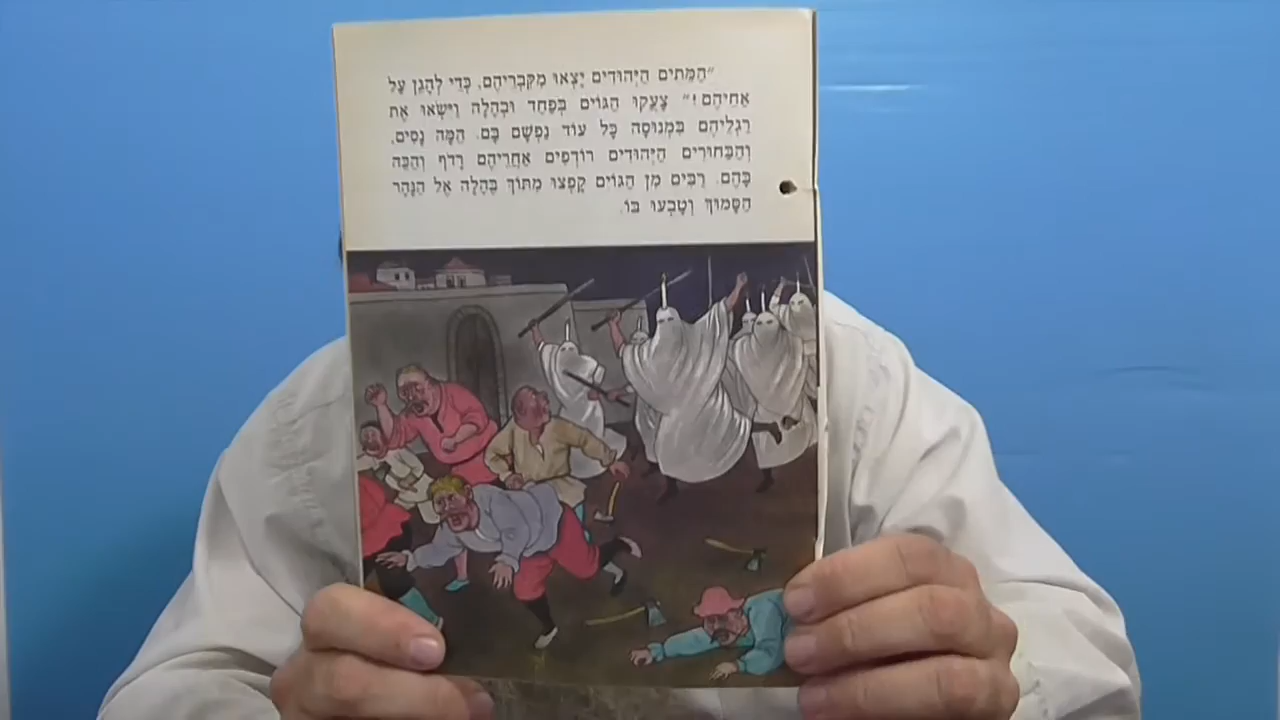 "הַמֵּתִים הַיְּהוּדִים יָצְאוּ מִקִּבְרֵיהֶם, כְּדֵי לְהָגֵן עַל
אַחֵיהֶם!" צָעֲקוּ הַגּוֹיִם בְּפַחַד וּבְהָלָה וַיִּשְׂאוּ אֶת
רַגְלֵיהֶם בִּמְנוּסָה כָּל עוֹד נַפְשָׁם בָּם. הֵמָּה נָסִים,
וְהַבַּחוּרִים הַיְּהוּדִים רוֹדְפִים אַחֲרֵיהֶם רָדֹף וְהַכֵּה
בָּהֶם. רַבִּים מִן הַגּוֹיִם קָפְצוּ מִתּוֹךְ בֶּהָלָה אֶל הַנָּהָר
הַסָּמוּךְ וְטָבְעוּ בּוֹ.